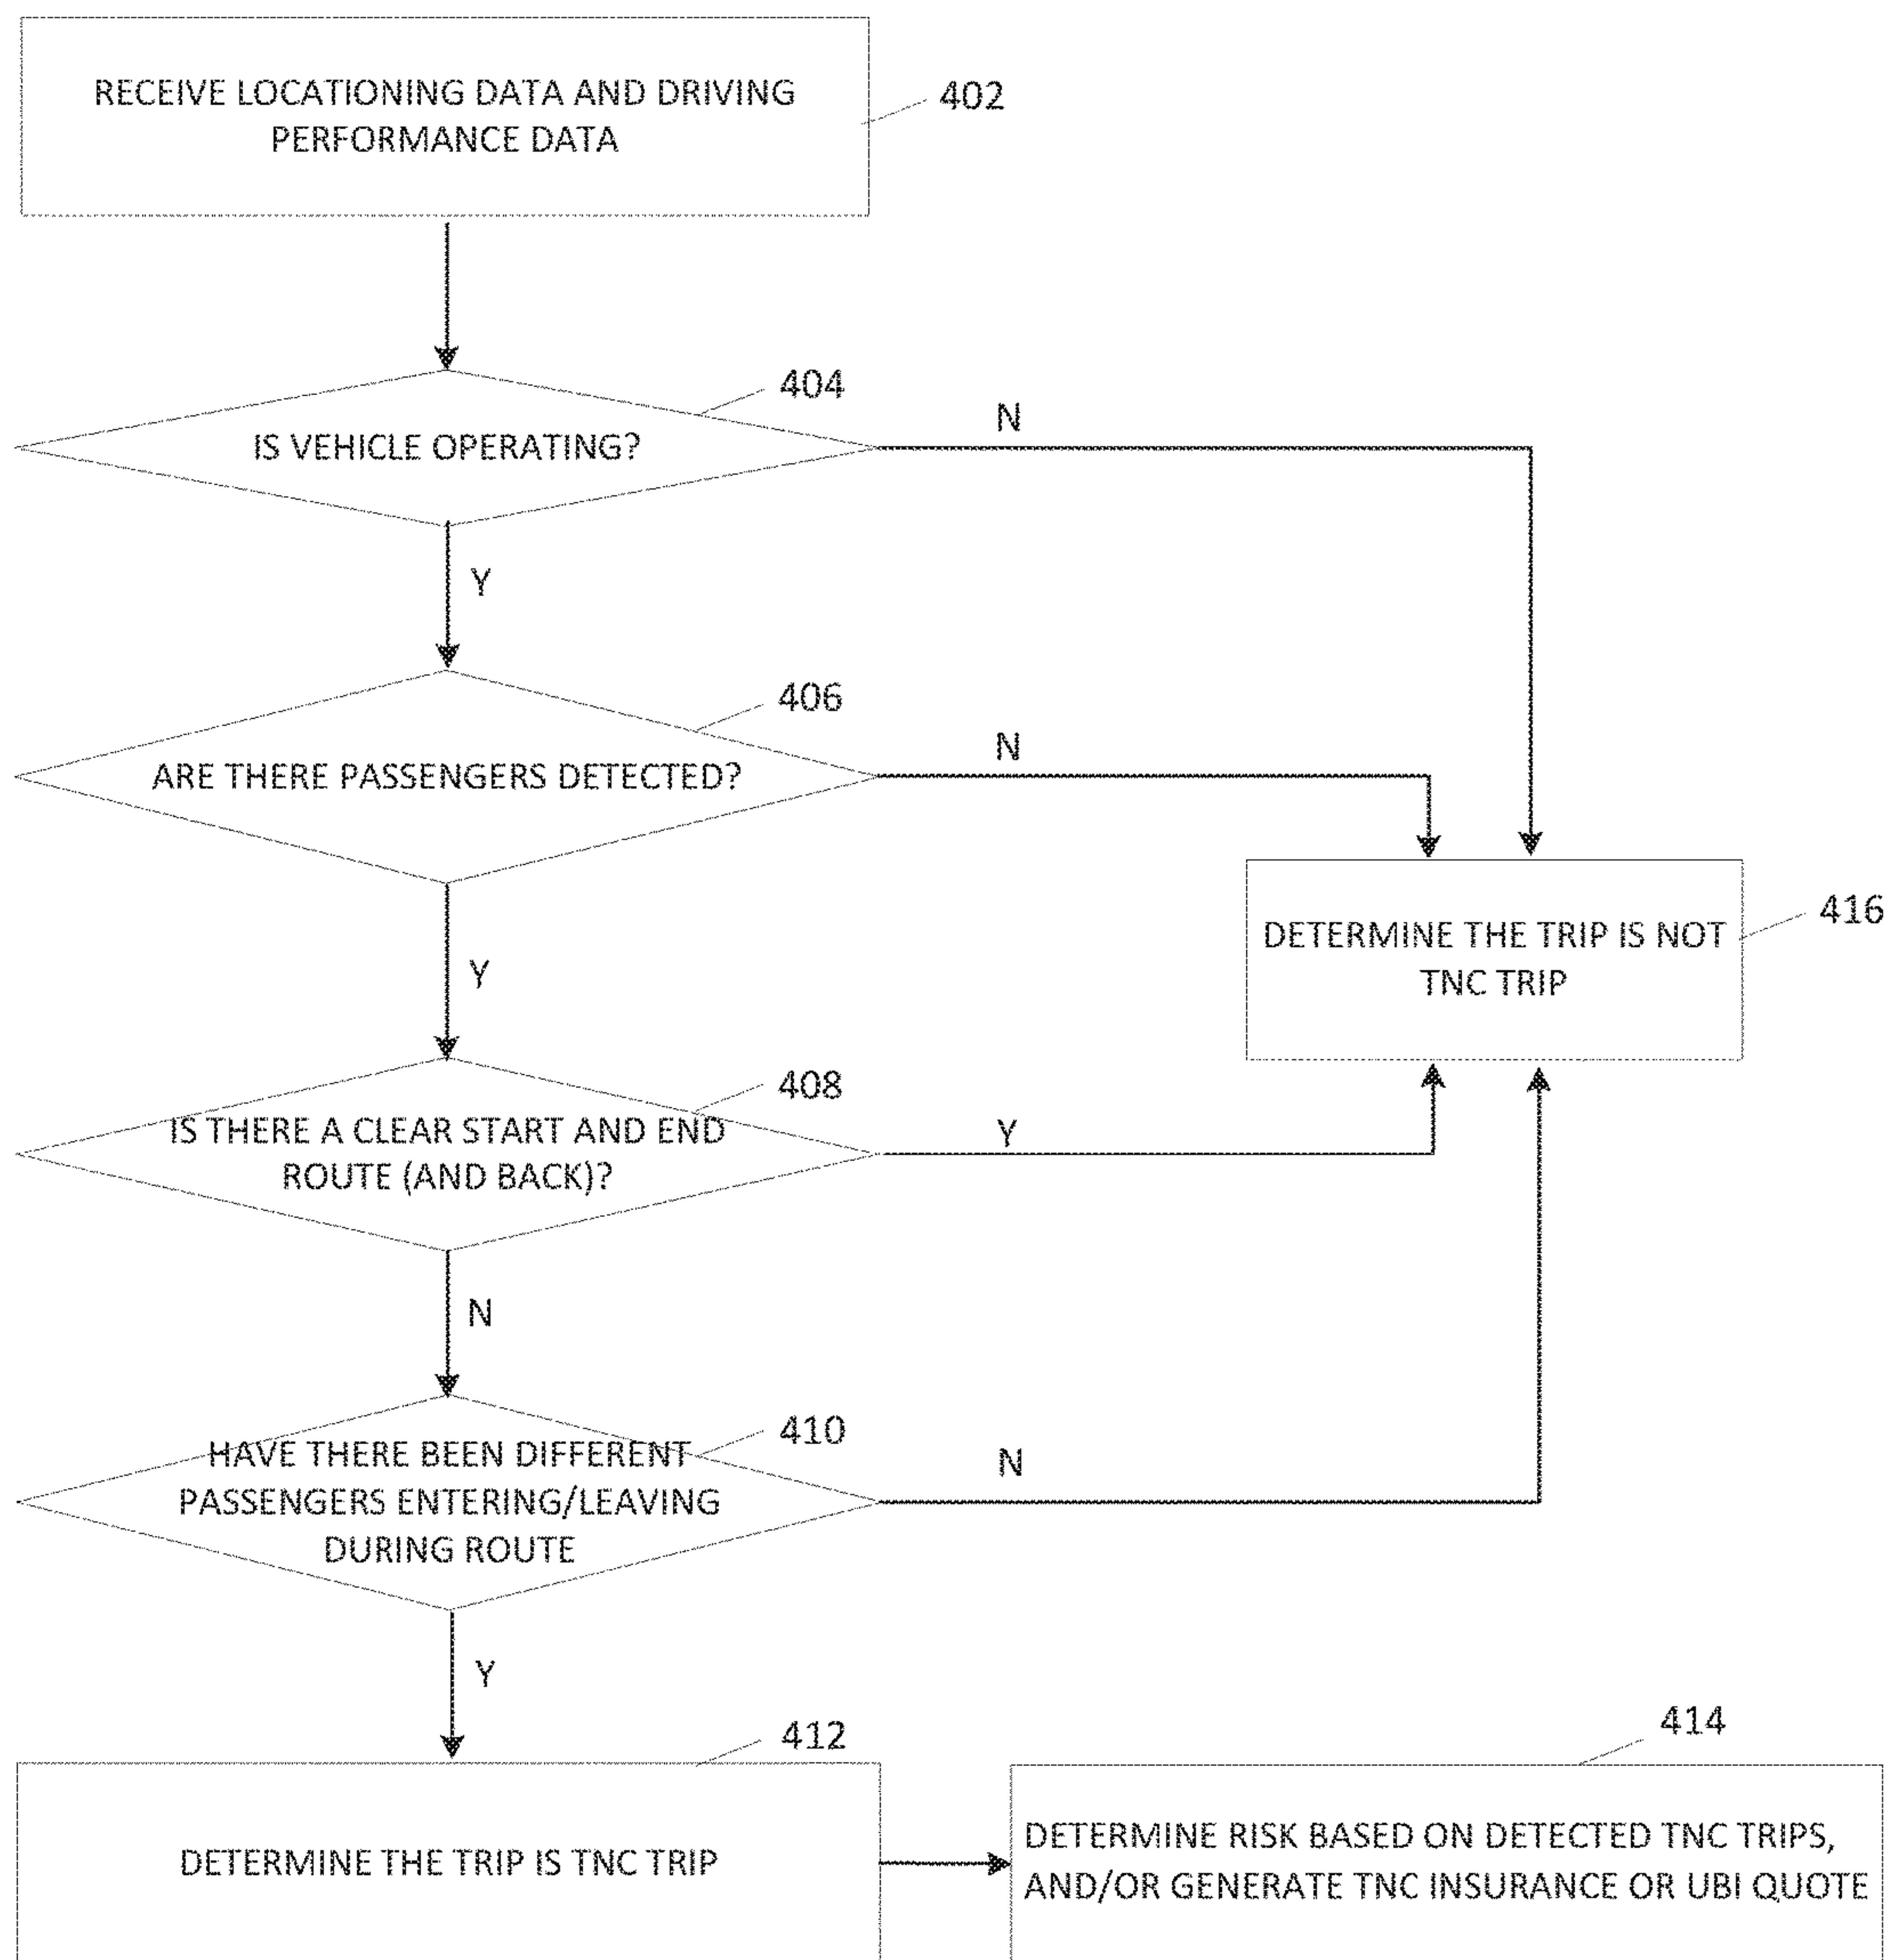 RECEIVE LOCATIONING DATA AND DRIVING
PERFORMANCE DATA
402
404
IS VEHICLE OPERATING?
N
Y
406
ARE THERE PASSENGERS DETECTED?
N
416
DETERMINE THE TRIP IS NOT
TNC TRIP
Y
408
IS THERE A CLEAR START AND END
ROUTE (AND BACK)?
Y
N
410
HAVE THERE BEEN DIFFERENT
PASSENGERS ENTERING/LEAVING
DURING ROUTE
N
Y
412
DETERMINE THE TRIP IS TNC TRIP
414
DETERMINE RISK BASED ON DETECTED TNC TRIPS,
AND/OR GENERATE TNC INSURANCE OR UBI QUOTE